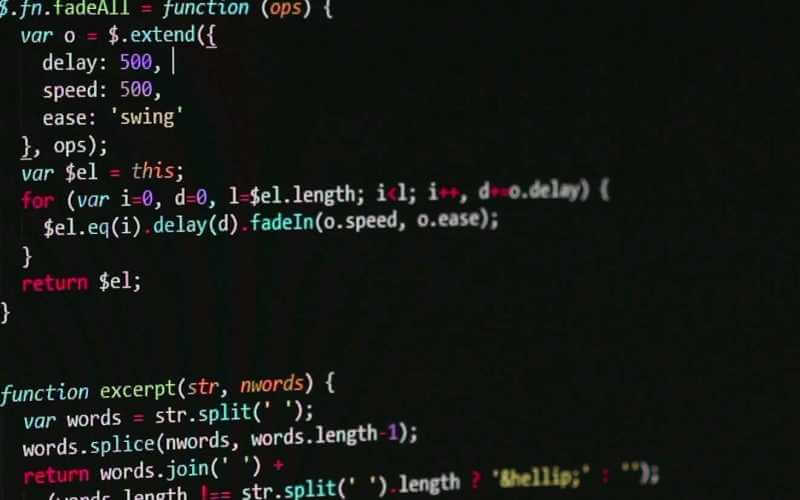 $.fn.fadeAll = function (ops) {
  var o = $.extend({
    delay: 500,
    speed: 500,
    ease: 'swing'
  }, ops);
  var $el = this;
  for (var i=0, d=0, l=$el.length; i<l; i++, d+=o.delay) {
    $el.eq(i).delay(d).fadeIn(o.speed, o.ease);
  }
  return $el;
}
function excerpt(str, nwords) {
  var words = str.split(' ');
  words.splice(nwords, words.length-1);
  return words.join(' ') +
    (words.length !== str.split(' ').length ? '&hellip;' : '');